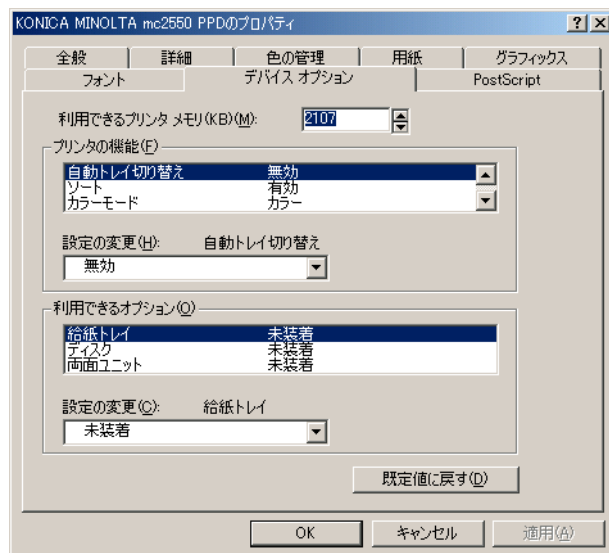 KONICA MINOLTA mc2550 PPDのプロパティ
全般 詳細 色の管理 用紙 グラフィックス
フォント デバイス オプション PostScript
利用できるプリンタ メモリ(KB)(M): 2107
プリンタの機能(F)
自動トレイ切り替え 無効
ソート 有効
カラーモード カラー
設定の変更(H): 自動トレイ切り替え
無効
利用できるオプション(O)
給紙トレイ 未装着
ディスク 未装着
両面ユニット 未装着
設定の変更(C): 給紙トレイ
未装着
既定値に戻す(D)
OK キャンセル 適用(A)